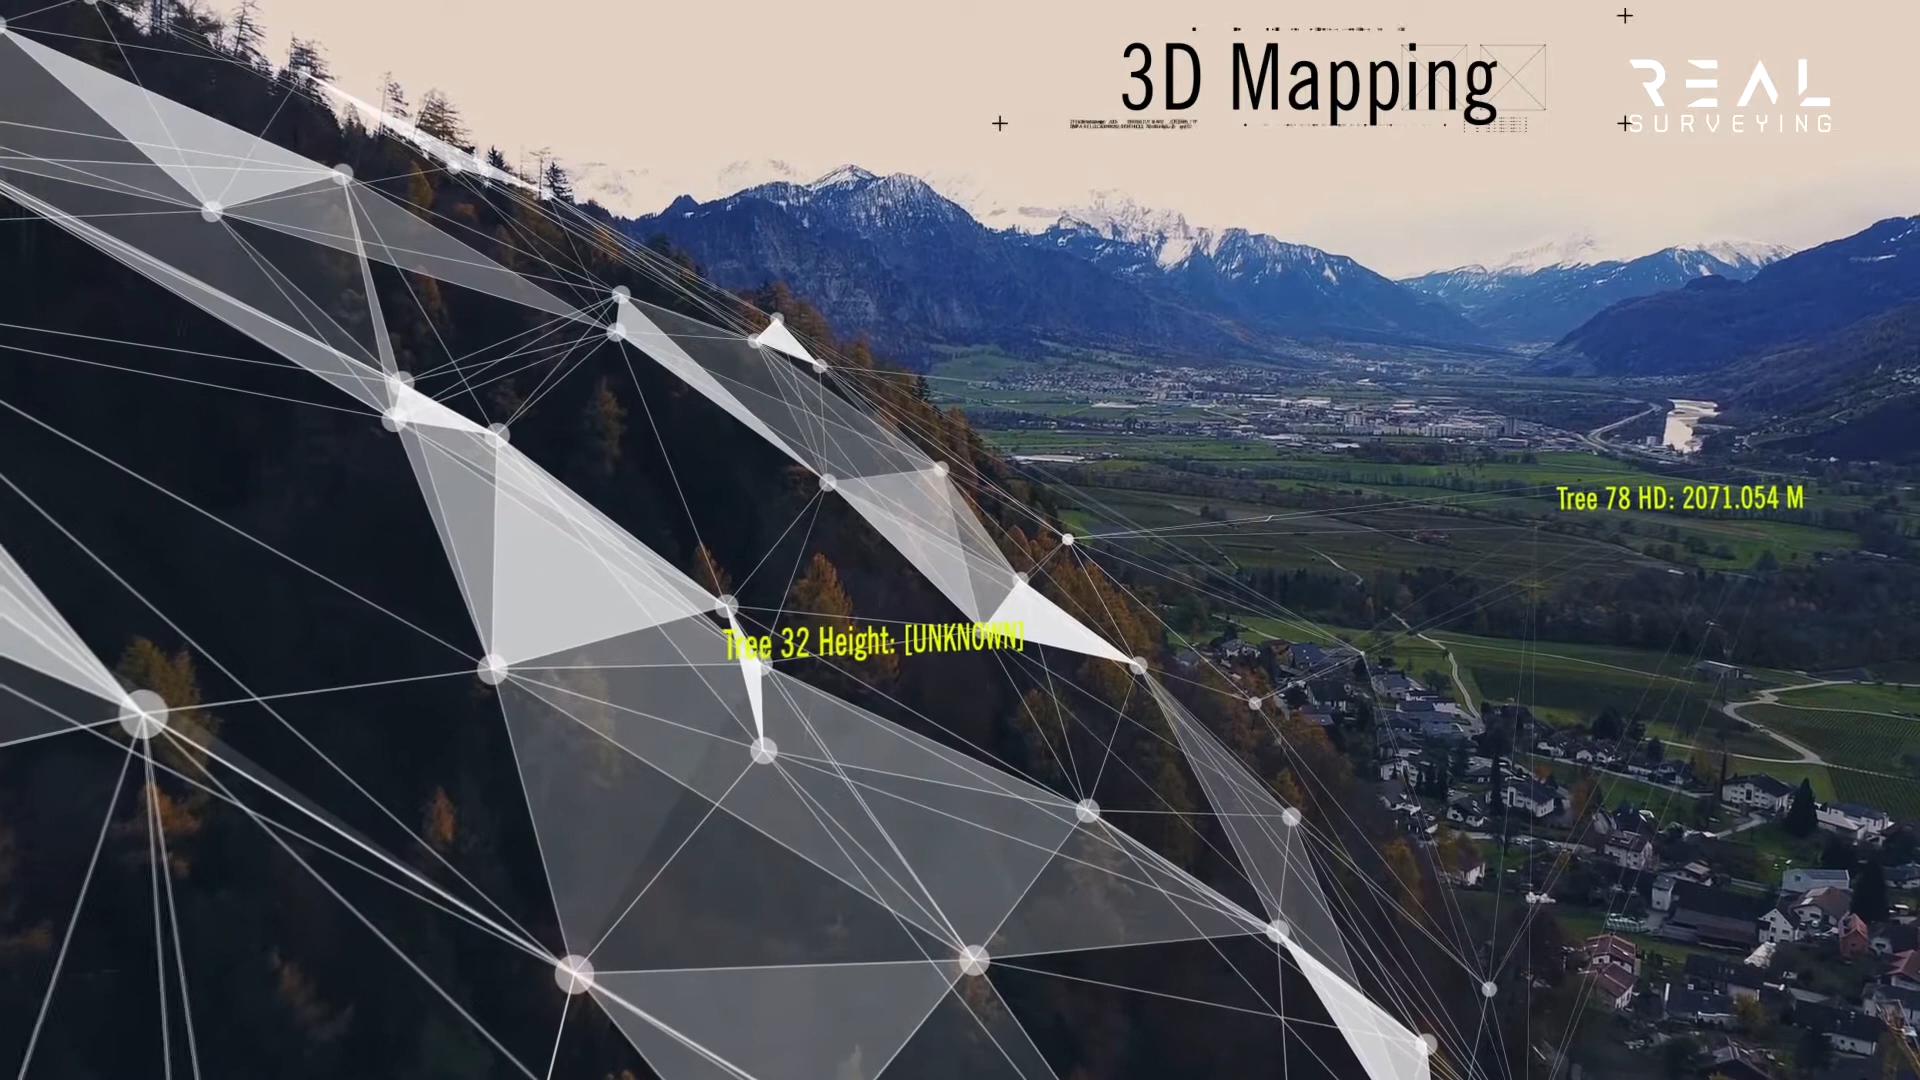 3D Mapping
REAL
SURVEYING
Tree 78 HD: 2071.054 M
Tree 32 Height: [UNKNOWN]